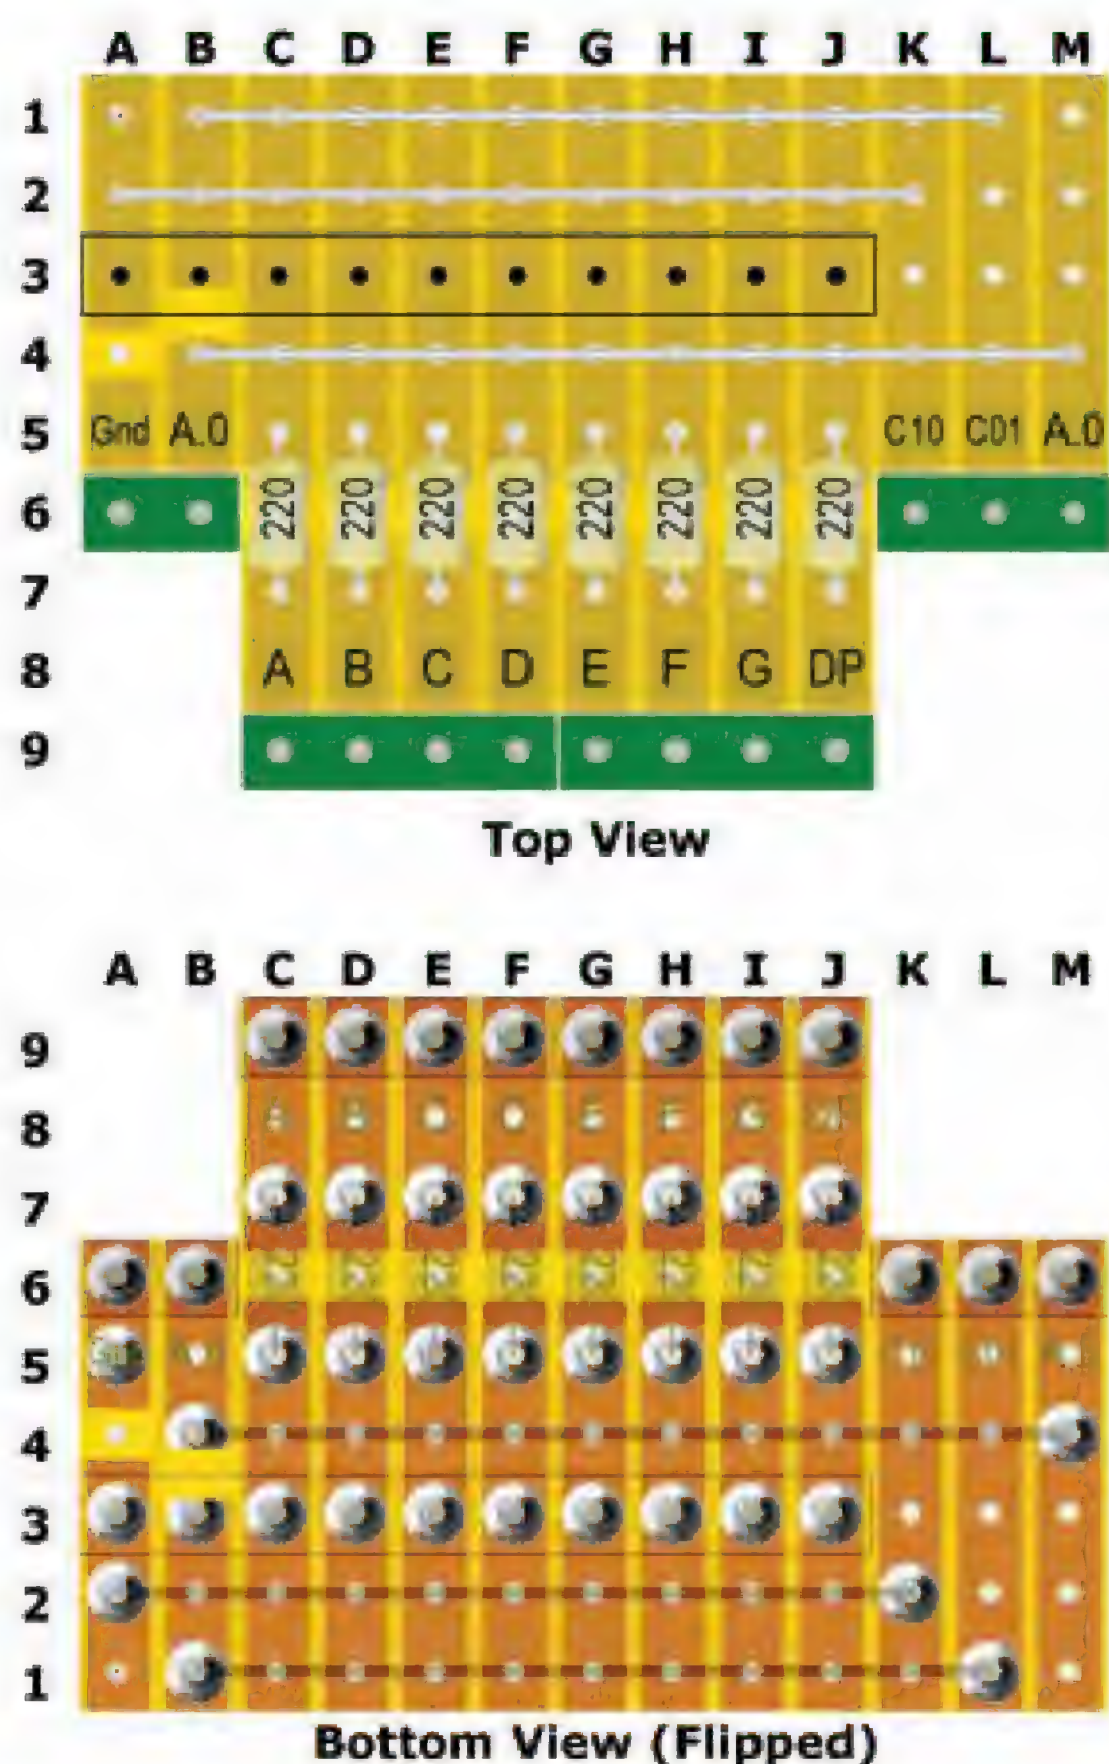 A B C D E F G H I J K L M
1
2
3
4
5 Gnd A.0 C10 C01 A.0
6 220 220 220 220 220 220 220 220
7
8 A B C D E F G DP
9
Top View
A B C D E F G H I J K L M
9
8
7
6
5
4
3
2
1
Bottom View (Flipped)